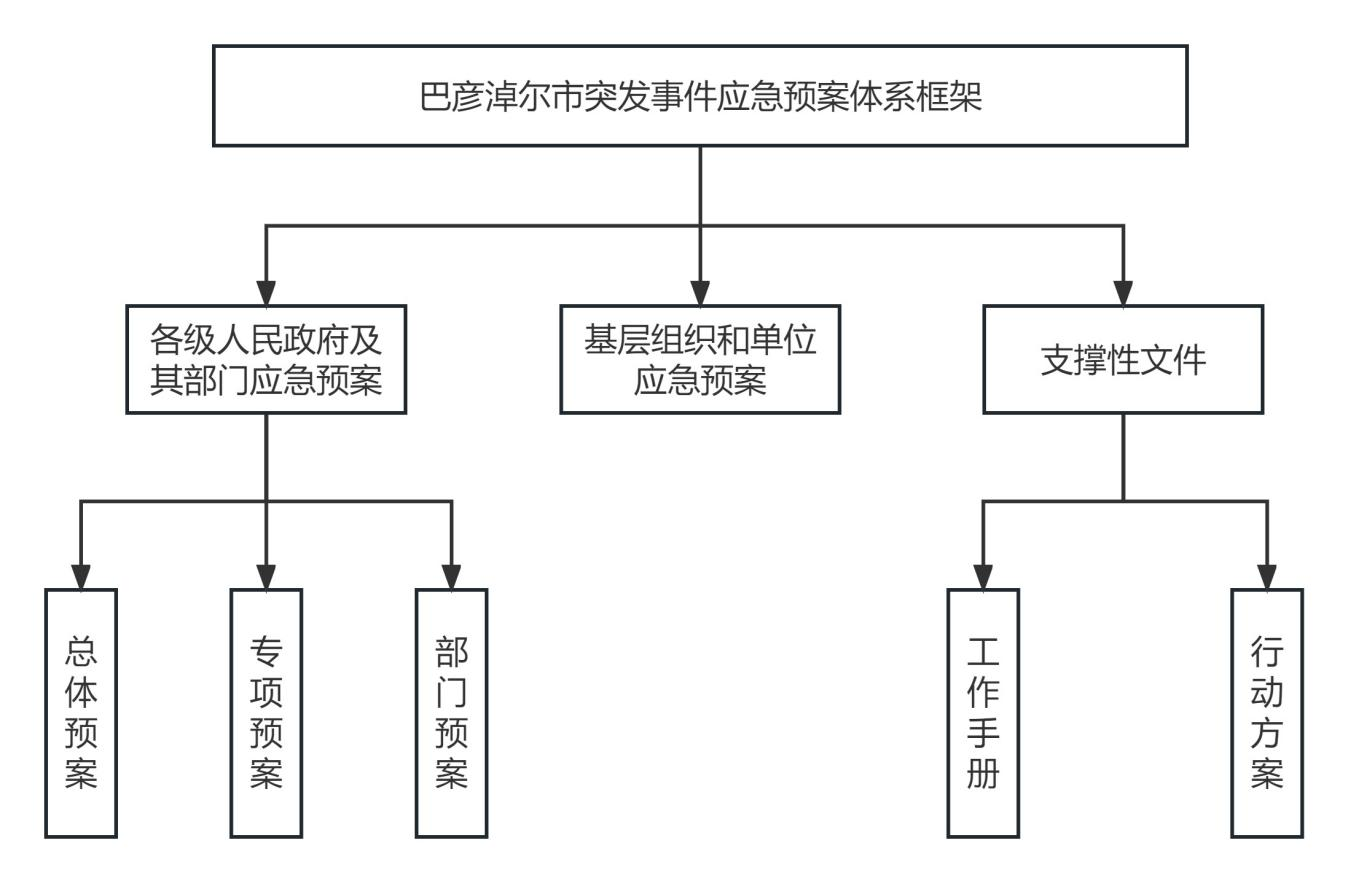 巴彦淖尔市突发事件应急预案体系框架
各级人民政府及
其部门应急预案
基层组织和单位
应急预案
支撑性文件
总体预案
专项预案
部门预案
工作手册
行动方案